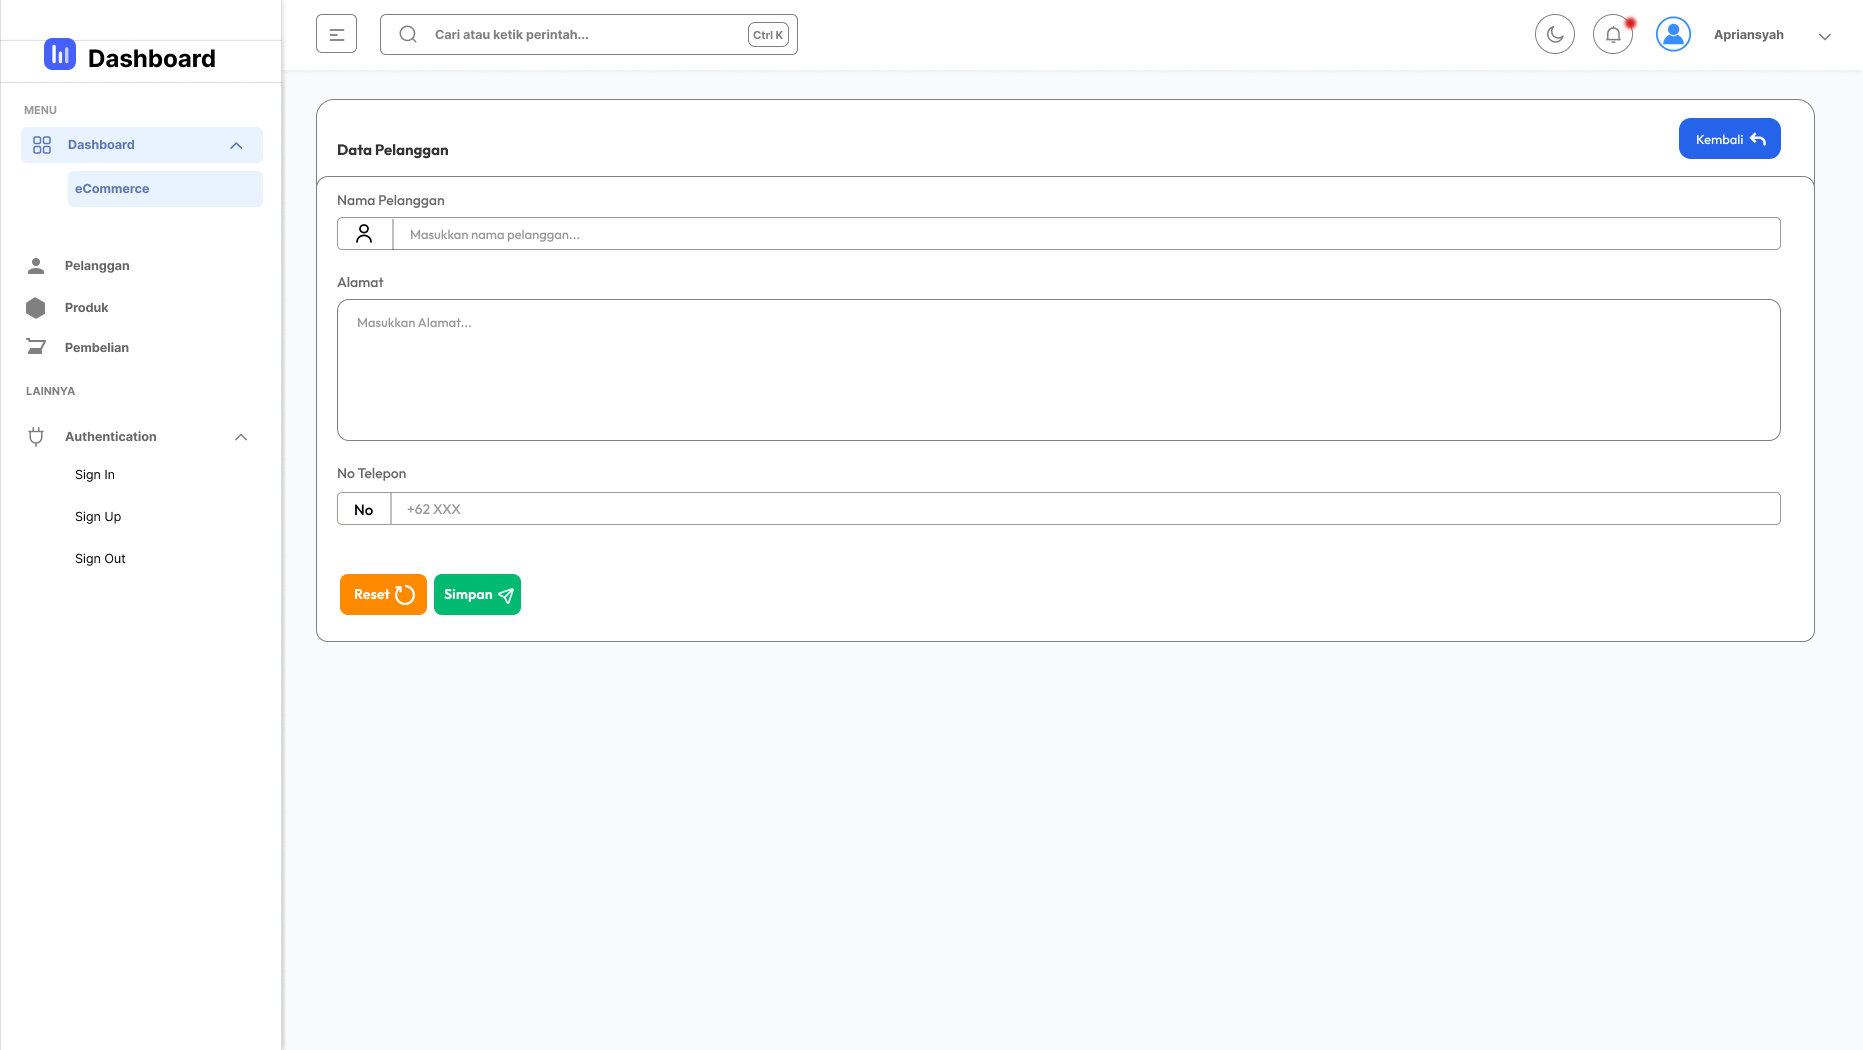 Dashboard
MENU
Dashboard
eCommerce
Pelanggan
Produk
Pembelian
LAINNYA
Authentication
Sign In
Sign Up
Sign Out
Cari atau ketik perintah...
Ctrl K
Apriansyah
Data Pelanggan
Kembali
Nama Pelanggan
Masukkan nama pelanggan...
Alamat
Masukkan Alamat...
No Telepon
No
+62 XXX
Reset
Simpan